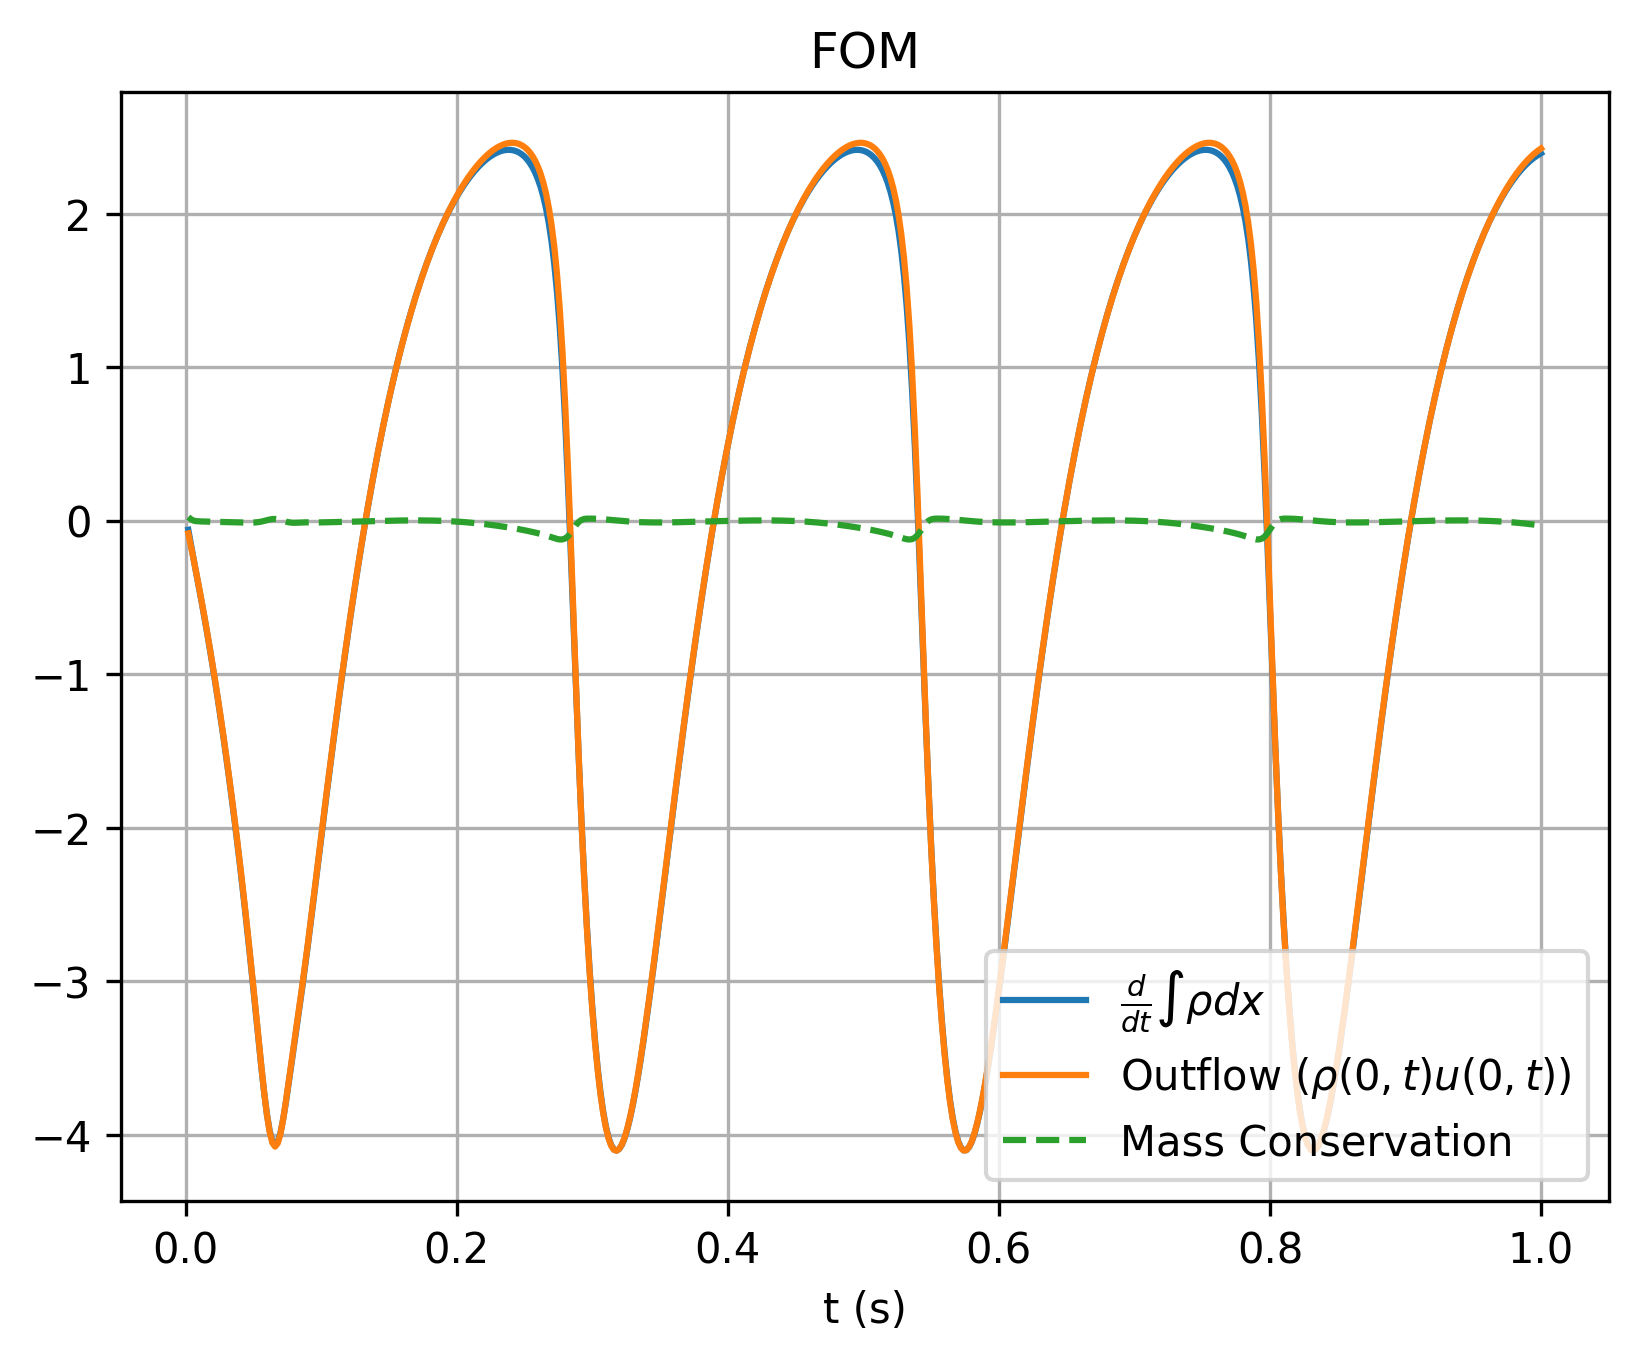 FOM
2
1
0
−1
−2
−3
−4
d/dt ∫ρdx
Outflow (ρ(0, t)u(0, t))
Mass Conservation
0.0 0.2 0.4 0.6 0.8 1.0
t (s)